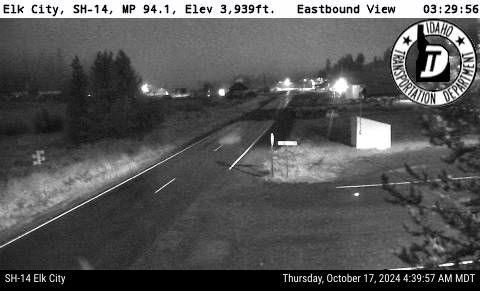 Elk City, SH-14, MP 94.1, Elev 3,939ft. Eastbound View 03:29:56
IDAHO
TRANSPORTATION DEPARTMENT
SH-14 Elk City Thursday, October 17, 2024 4:39:57 AM MDT